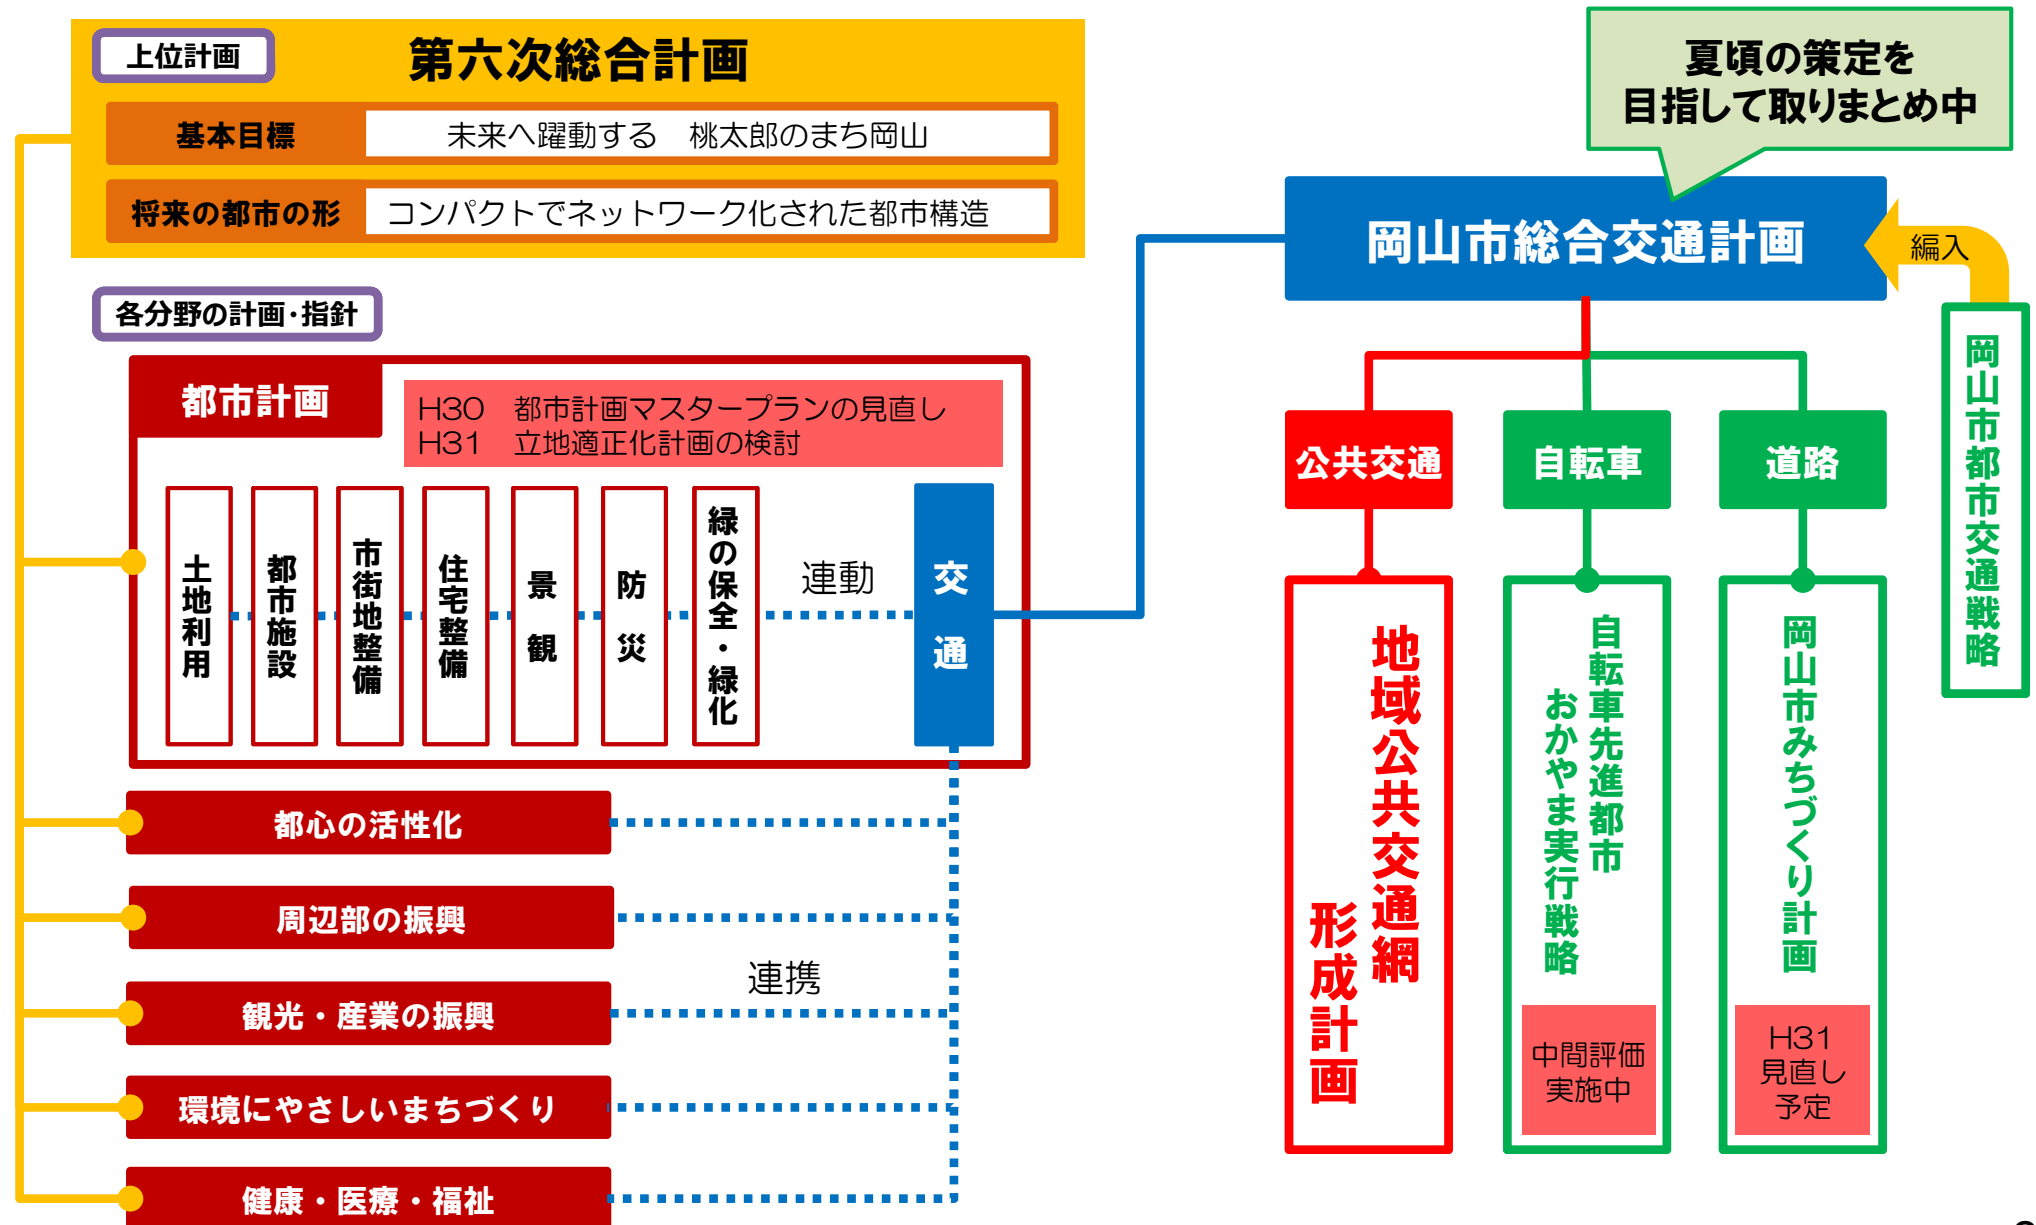 上位計画
第六次総合計画
基本目標
未来へ躍動する　桃太郎のまち岡山
将来の都市の形
コンパクトでネットワーク化された都市構造
各分野の計画･指針
都市計画
H30　都市計画マスタープランの見直し
H31　立地適正化計画の検討
土地利用
都市施設
市街地整備
住宅整備
景観
防災
緑の保全・緑化
連動
交通
都心の活性化
周辺部の振興
観光・産業の振興
環境にやさしいまちづくり
健康・医療・福祉
連携
夏頃の策定を
目指して取りまとめ中
岡山市総合交通計画
編入
岡山市都市交通戦略
公共交通
自転車
道路
地域公共交通網
形成計画
自転車先進都市
おかやま実行戦略
中間評価
実施中
岡山市みちづくり計画
H31
見直し
予定